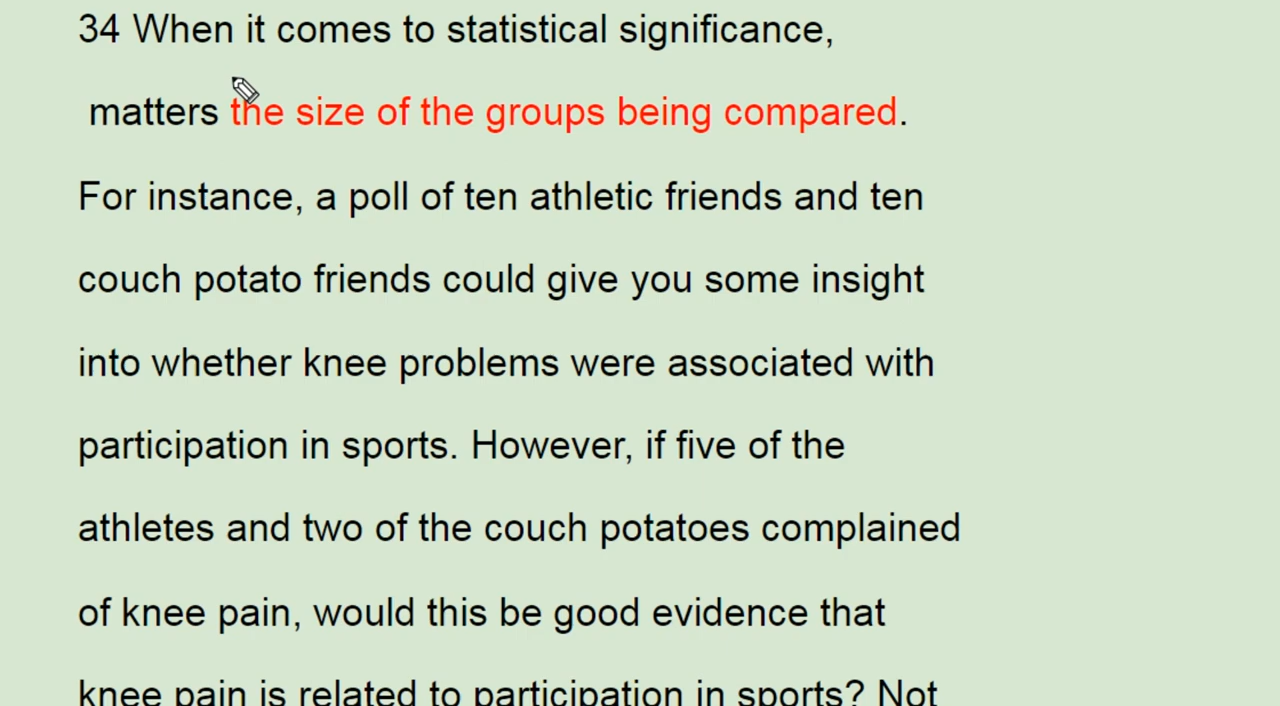 34 When it comes to statistical significance,
matters the size of the groups being compared.
For instance, a poll of ten athletic friends and ten
couch potato friends could give you some insight
into whether knee problems were associated with
participation in sports. However, if five of the
athletes and two of the couch potatoes complained
of knee pain, would this be good evidence that
knee pain is related to participation in sports? Not